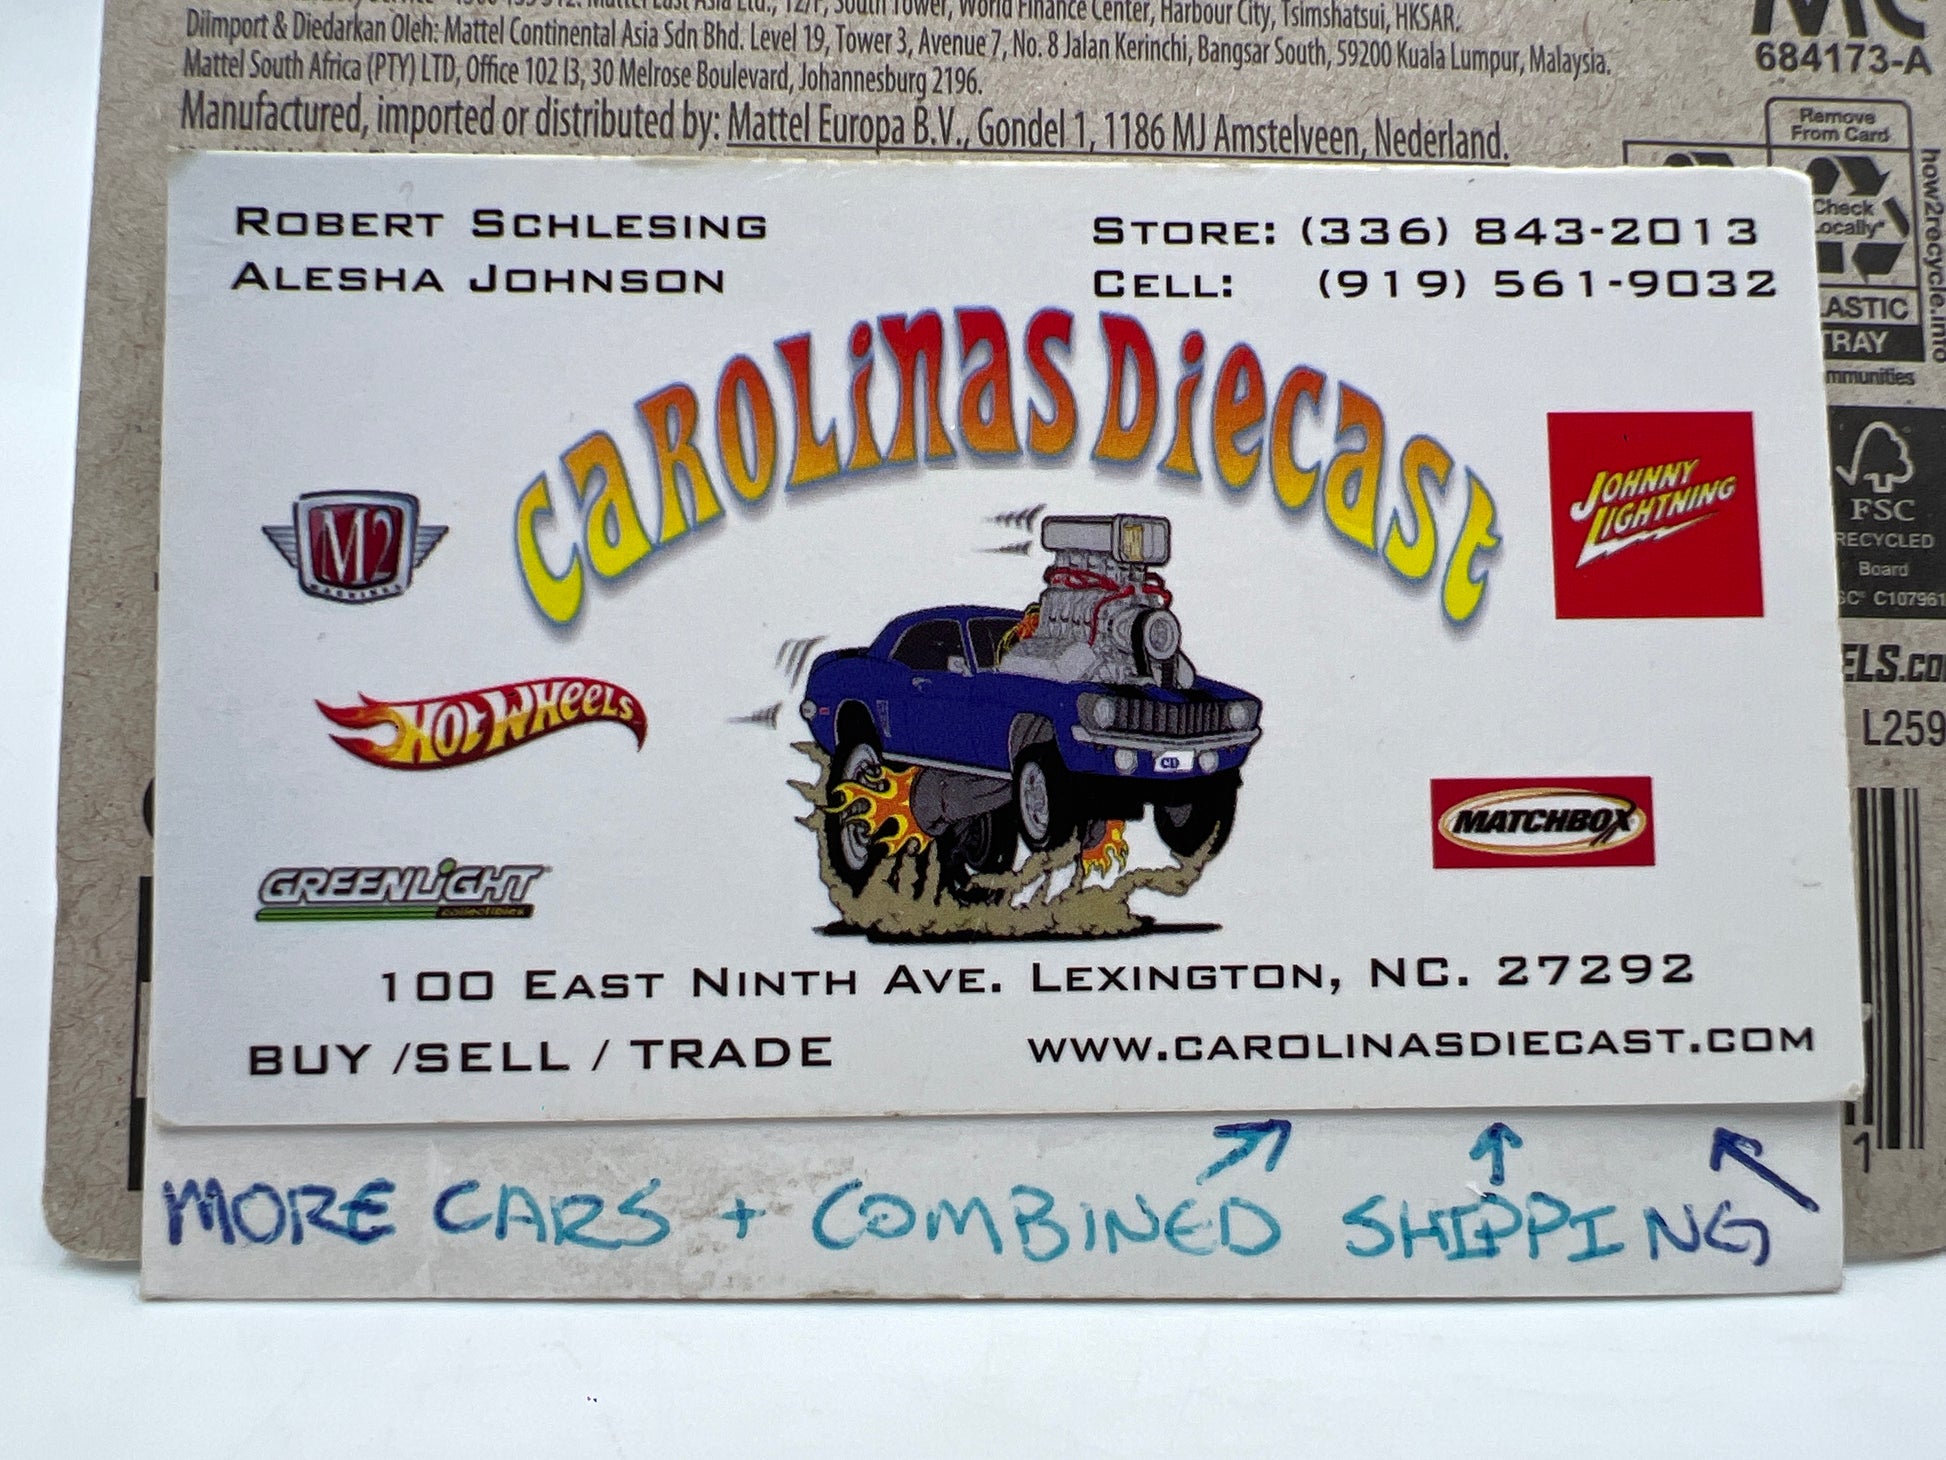 Diimport & Diedarkan Oleh: Mattel Continental Asia Sdn Bhd. Level 19, Tower 3, Avenue 7, No. 8 Jalan Kerinchi, Bangsar South, 59200 Kuala Lumpur, Malaysia.
Mattel South Africa (PTY) LTD, Office 102 I3, 30 Melrose Boulevard, Johannesburg 2196.
Manufactured, imported or distributed by: Mattel Europa B.V., Gondel 1, 1186 MJ Amstelveen, Nederland.
684173-A
Remove
From Card
Check
Locally*
how2recycle.info
ROBERT SCHLESING
ALESHA JOHNSON
STORE: (336) 843-2013
CELL: (919) 561-9032
CAROLINAS DIECAST
M2
MACHINES
JOHNNY
LIGHTNING
HOT WHEELS
CD
MATCHBOX
GREENLIGHT
collectibles
100 EAST NINTH AVE. LEXINGTON, NC. 27292
BUY /SELL / TRADE
WWW.CAROLINASDIECAST.COM
FSC
RECYCLED
Board
C107961
L259
1
MORE CARS + COMBINED SHIPPING